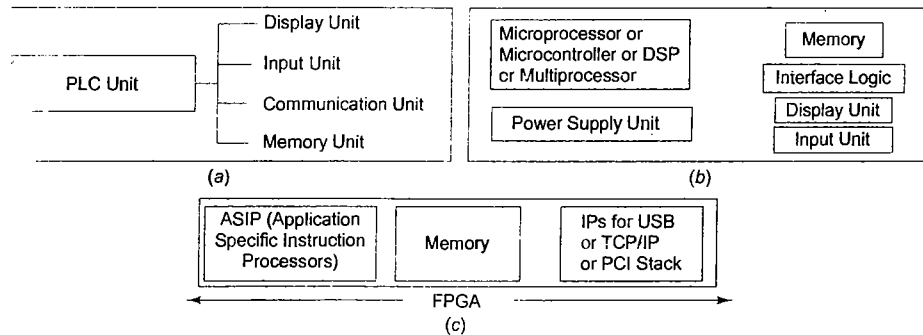 PLC Unit
Display Unit
Input Unit
Communication Unit
Memory Unit
(a)
Microprocessor or
Microcontroller or DSP
or Multiprocessor
Power Supply Unit
Memory
Interface Logic
Display Unit
Input Unit
(b)
ASIP (Application
Specific Instruction
Processors)
Memory
IPs for USB
or TCP/IP
or PCI Stack
FPGA
(c)